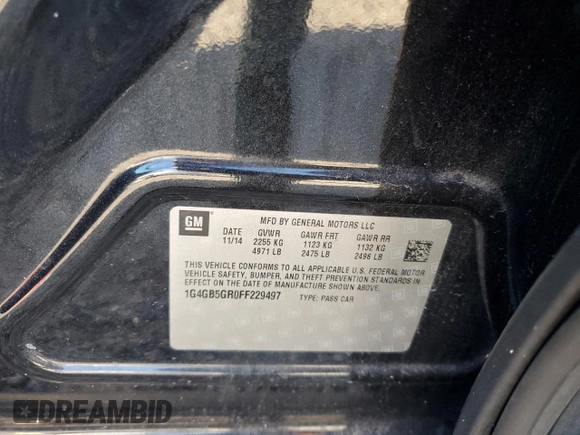 GM
MFD BY GENERAL MOTORS LLC
DATE GVWR GAWR FRT GAWR RR
11/14 2255 KG 1123 KG 1132 KG
4971 LB 2475 LB 2496 LB
THIS VEHICLE CONFORMS TO ALL APPLICABLE U.S. FEDERAL MOTOR
VEHICLE SAFETY, BUMPER, AND THEFT PREVENTION STANDARDS IN
EFFECT ON THE DATE OF MANUFACTURE SHOWN ABOVE.
1G4GB5GR0FF229497 TYPE: PASS CAR
DREAMBID